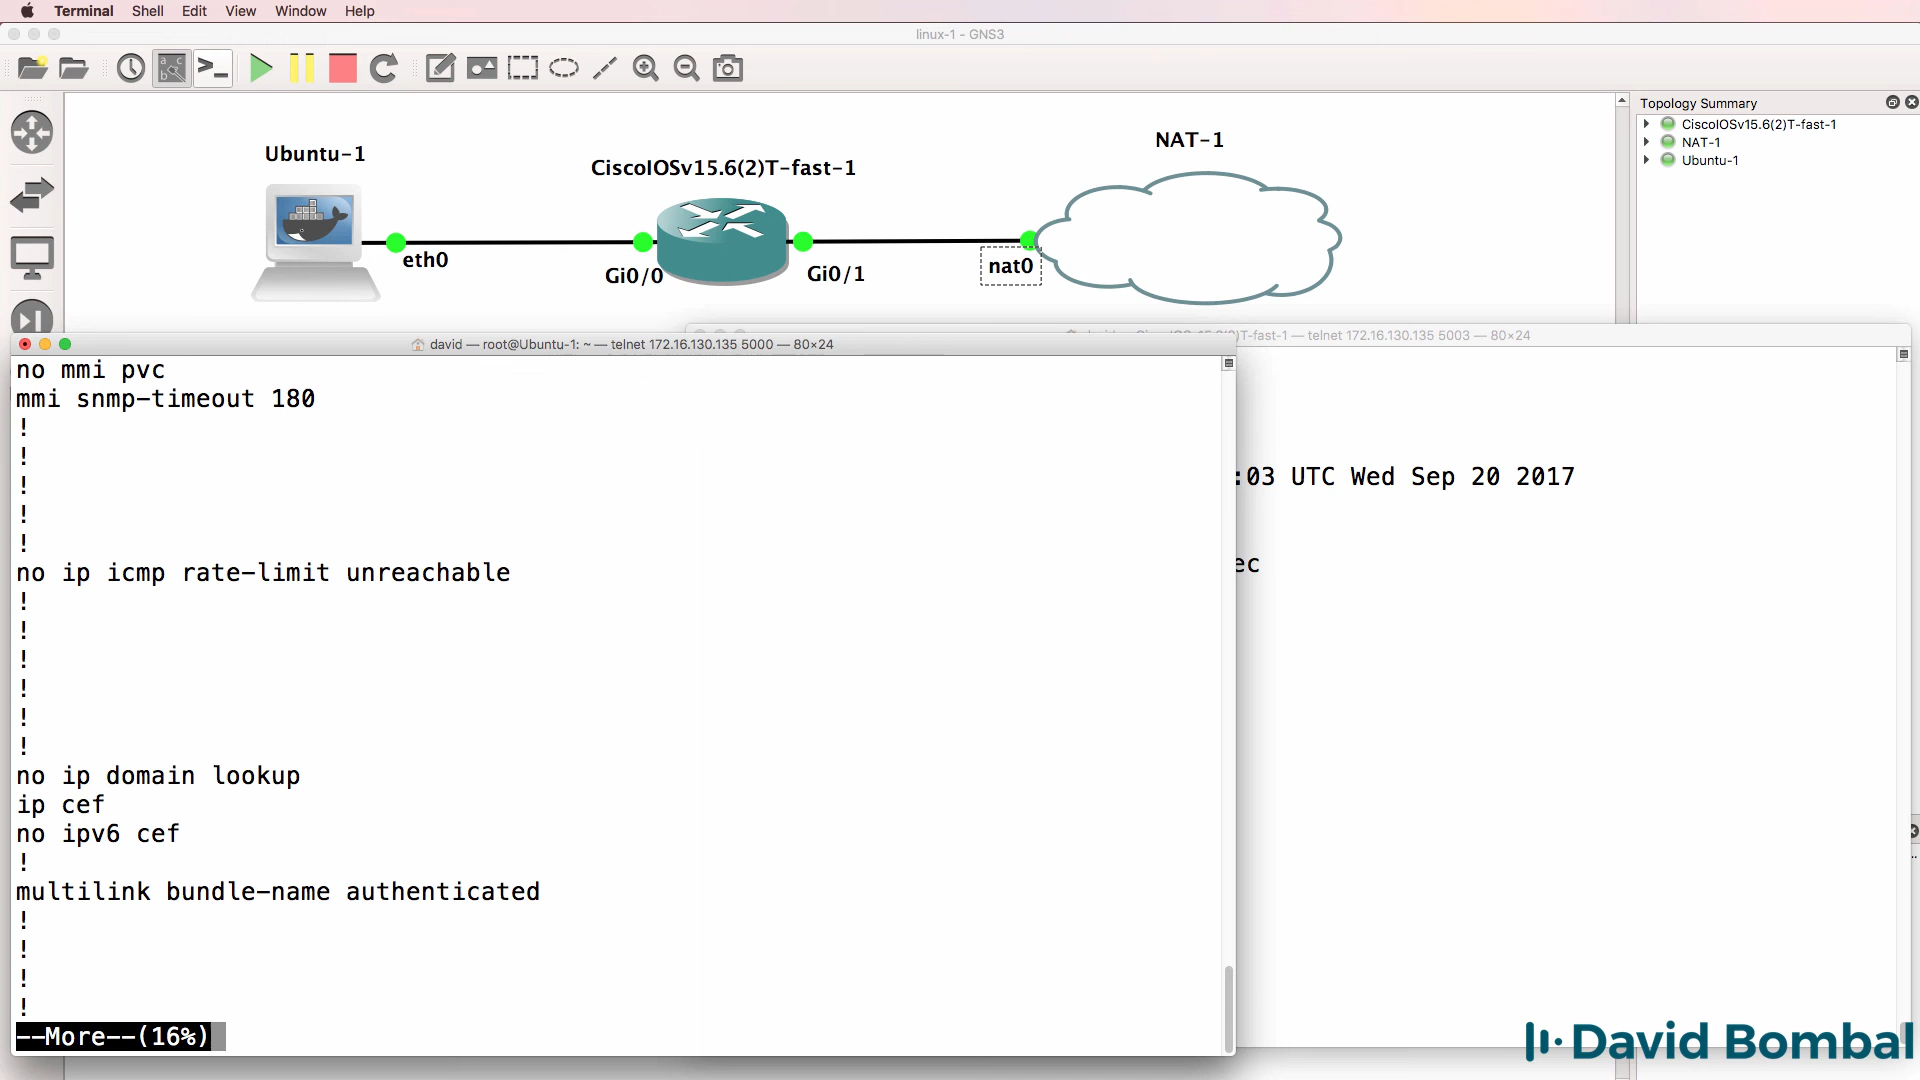 Terminal Shell Edit View Window Help
linux-1 - GNS3
Topology Summary
CiscoIOSv15.6(2)T-fast-1
NAT-1
Ubuntu-1
NAT-1
Ubuntu-1
CiscoIOSv15.6(2)T-fast-1
eth0
Gi0/0
Gi0/1
nat0
T-fast-1 — telnet 172.16.130.135 5003 — 80×24
david — root@Ubuntu-1: ~ — telnet 172.16.130.135 5000 — 80×24
no mmi pvc
mmi snmp-timeout 180
!
!
!
!
!
no ip icmp rate-limit unreachable
!
!
!
!
!
!
no ip domain lookup
ip cef
no ipv6 cef
!
multilink bundle-name authenticated
!
!
!
!
--More--(16%)
:03 UTC Wed Sep 20 2017
ec
David Bombal